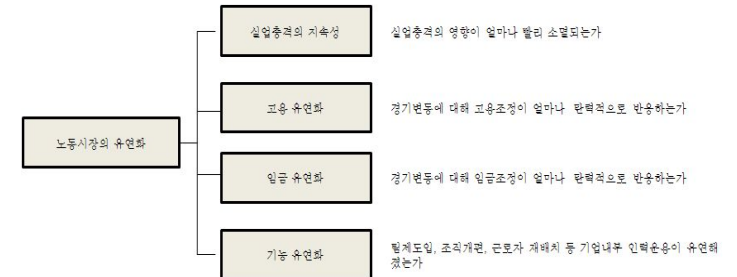 실업충격의 지속성
실업충격의 영향이 얼마나 빨리 소멸되는가
고용 유연화
경기변동에 대해 고용조정이 얼마나 탄력적으로 반응하는가
노동시장의 유연화
임금 유연화
경기변동에 대해 임금조정이 얼마나 탄력적으로 반응하는가
기능 유연화
팀제도입, 조직개편, 근로자 재배치 등 기업내부 인력운용이 유연해
졌는가